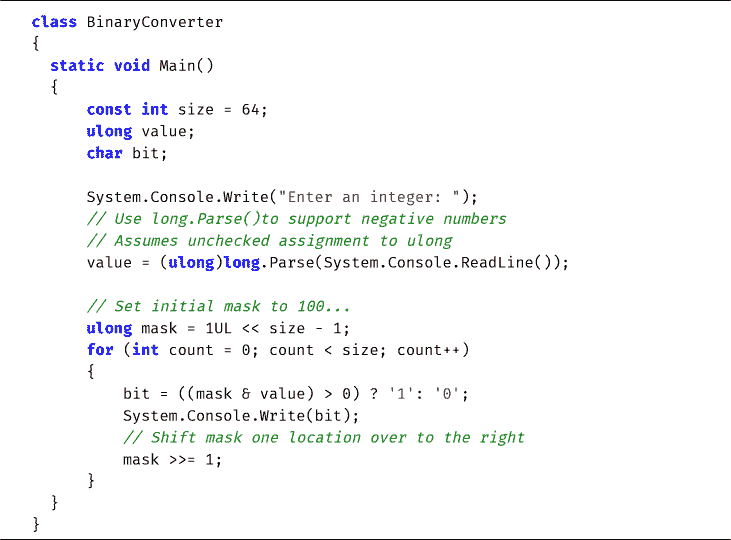 class BinaryConverter
{
static void Main()
{
const int size = 64;
ulong value;
char bit;
System.Console.Write("Enter an integer: ");
// Use long.Parse()to support negative numbers
// Assumes unchecked assignment to ulong
value = (ulong)long.Parse(System.Console.ReadLine());
// Set initial mask to 100...
ulong mask = 1UL << size - 1;
for (int count = 0; count < size; count++)
{
bit = ((mask & value) > 0) ? '1': '0';
System.Console.Write(bit);
// Shift mask one location over to the right
mask >>= 1;
}
}
}